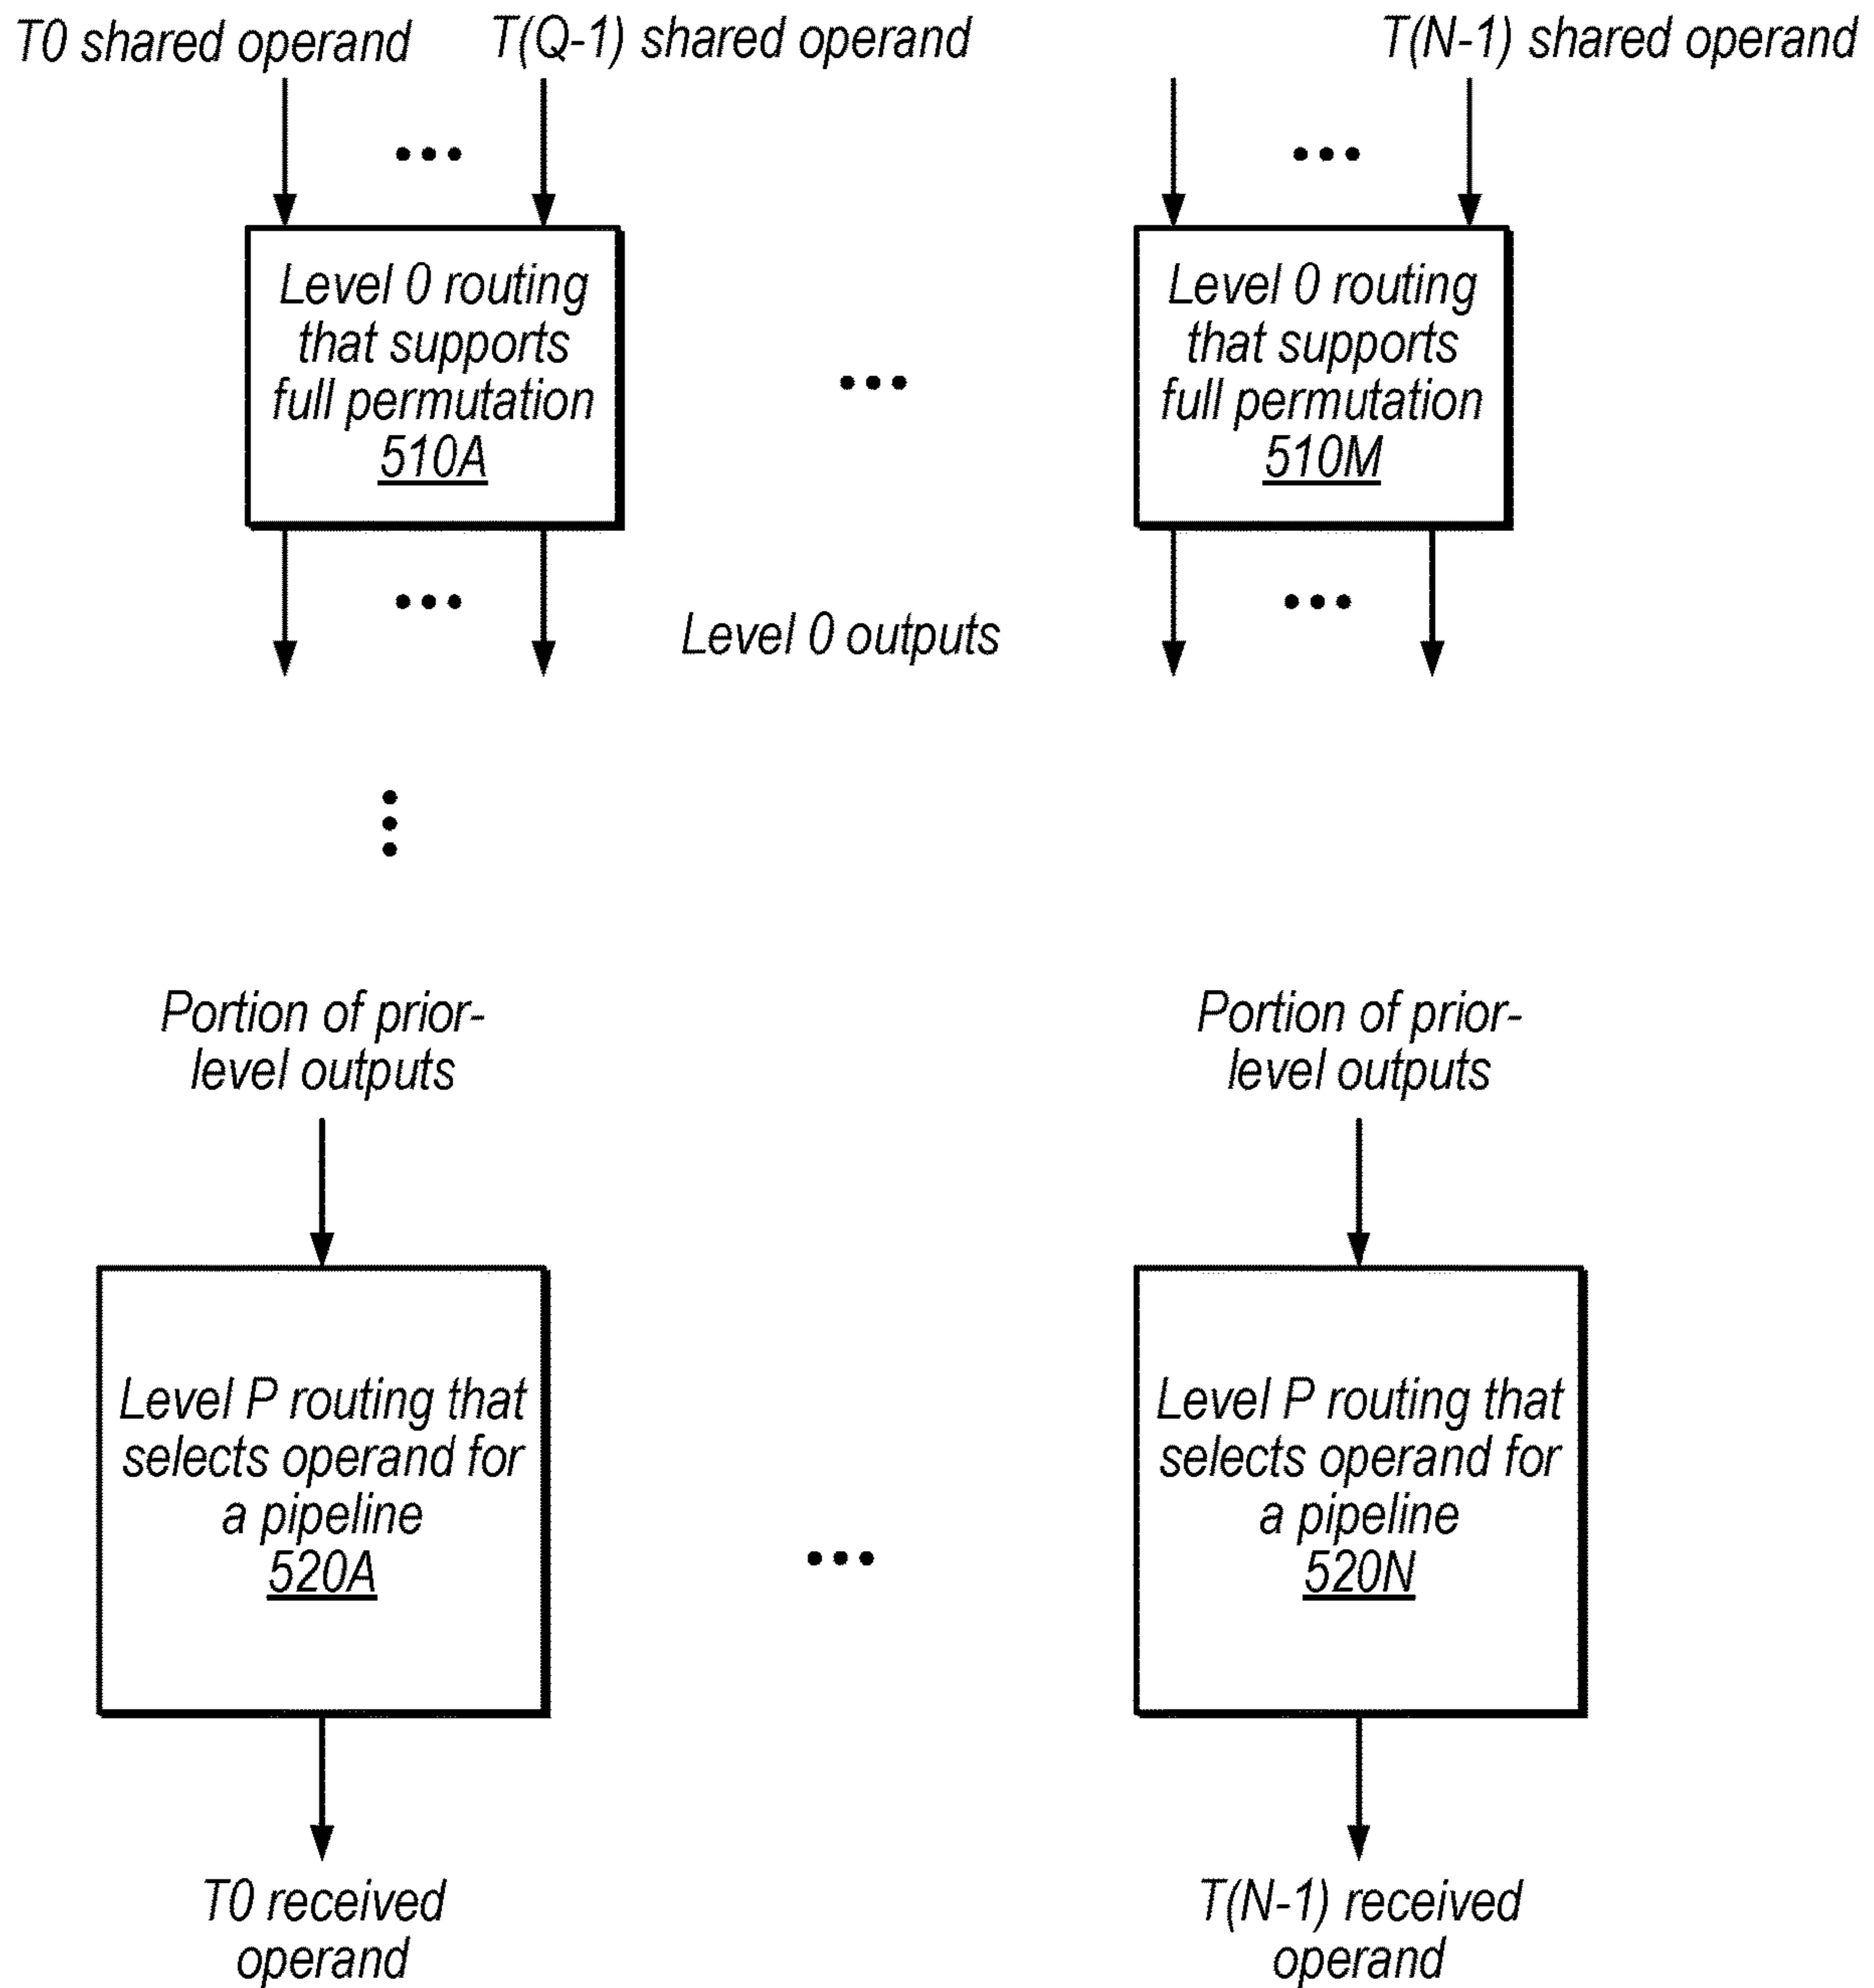 T0 shared operand
T(Q-1) shared operand
T(N-1) shared operand
Level 0 routing
that supports
full permutation
510A
Level 0 routing
that supports
full permutation
510M
Level 0 outputs
Portion of prior-
level outputs
Portion of prior-
level outputs
Level P routing that
selects operand for
a pipeline
520A
Level P routing that
selects operand for
a pipeline
520N
T0 received
operand
T(N-1) received
operand